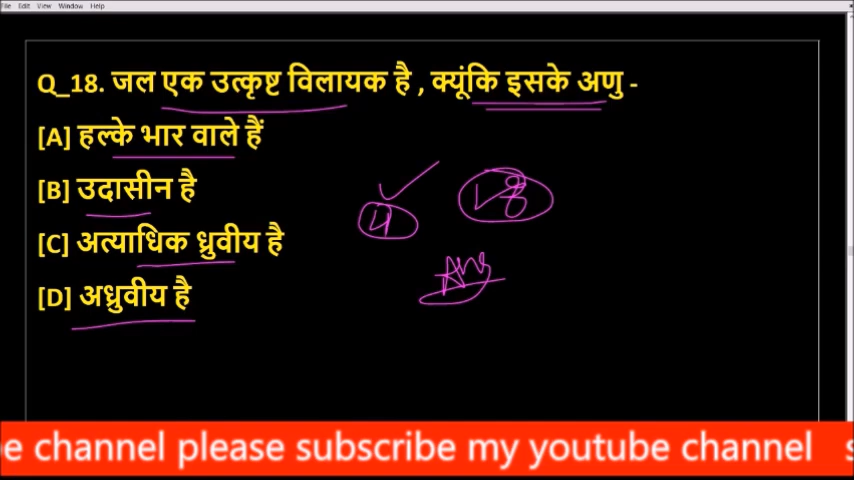 File Edit View Window Help
Q_18. जल एक उत्कृष्ट विलायक है , क्यूंकि इसके अणु -
[A] हल्के भार वाले हैं
[B] उदासीन है
[C] अत्याधिक ध्रुवीय है
[D] अध्रुवीय है
Ans
e channel please subscribe my youtube channel s